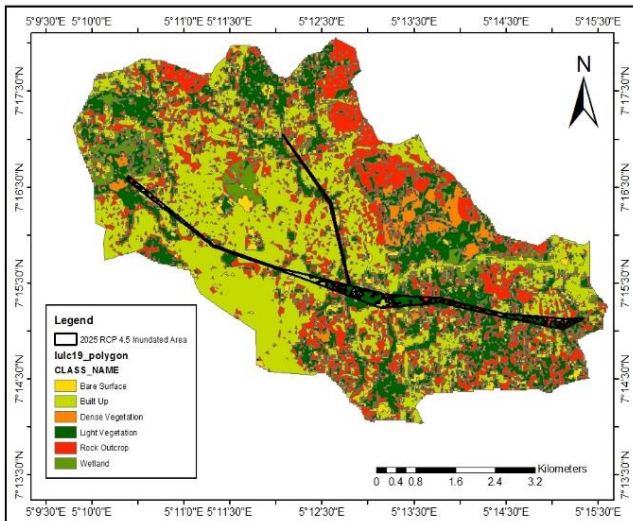 5°9'30"E 5°10'0"E 5°11'0"E 5°11'30"E 5°12'30"E 5°13'30"E 5°14'30"E 5°15'30"E
7°17'30"N 7°17'30"N
N
7°16'30"N 7°16'30"N
7°15'30"N 7°15'30"N
Legend
2025 RCP 4.5 Inundated Area
lulc19_polygon
CLASS_NAME
Bare Surface
Built Up
Dense Vegetation
Light Vegetation
Rock Outcrop
Wetland
7°14'30"N 7°14'30"N
Kilometers
0 0.4 0.8 1.6 2.4 3.2
7°13'30"N 7°13'30"N
5°9'30"E 5°10'0"E 5°11'0"E 5°11'30"E 5°12'30"E 5°13'30"E 5°14'30"E 5°15'30"E